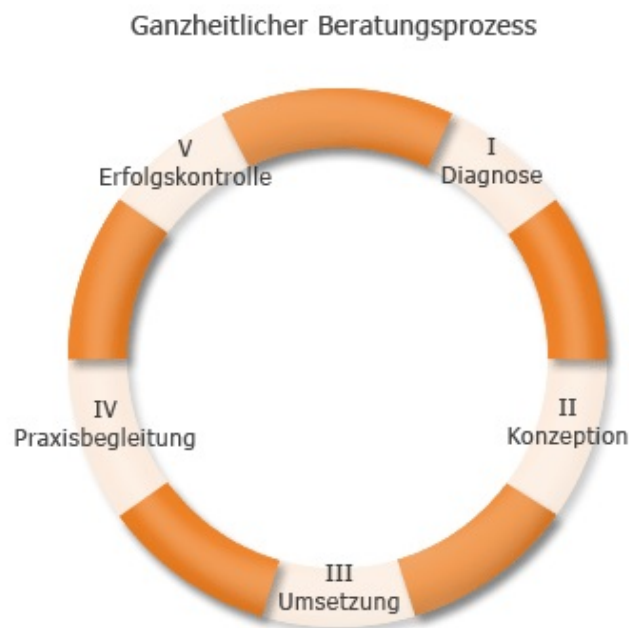 Ganzheitlicher Beratungsprozess
I
Diagnose
II
Konzeption
III
Umsetzung
IV
Praxisbegleitung
V
Erfolgskontrolle